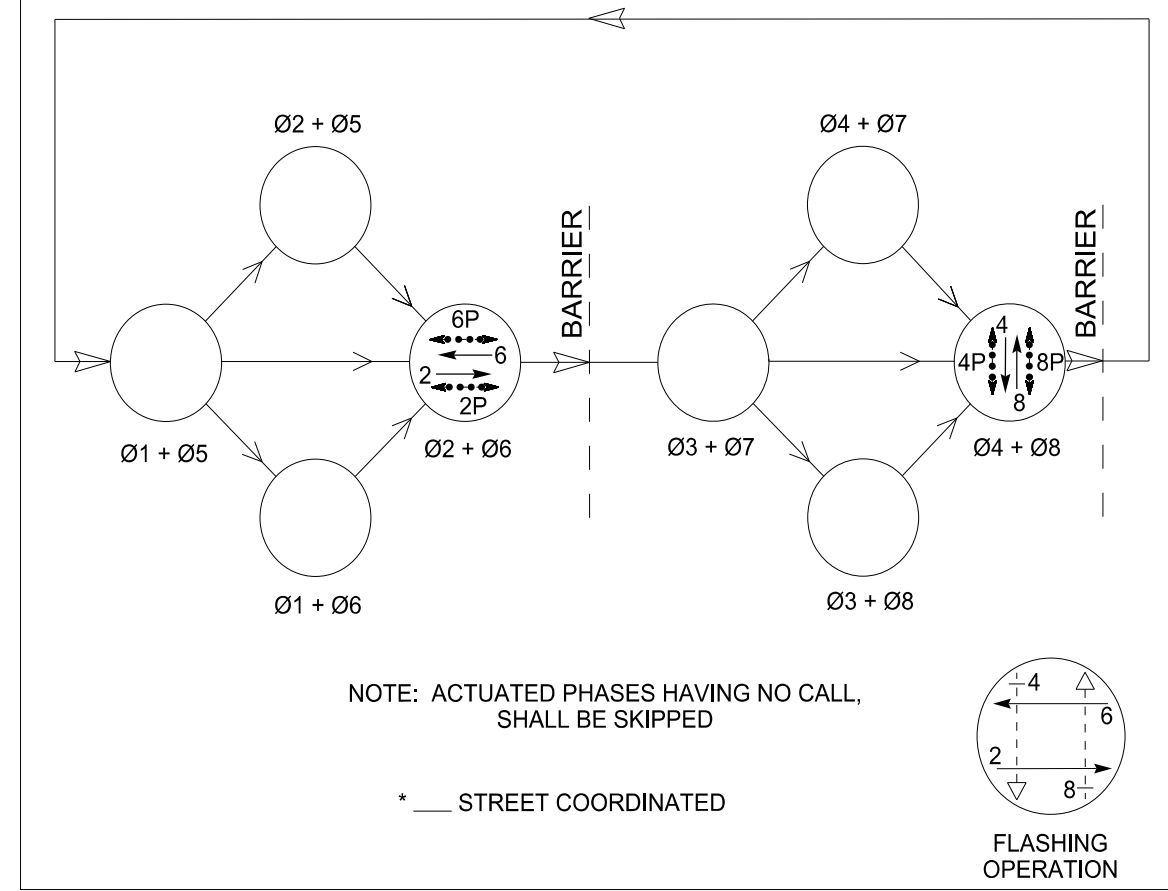 Ø2 + Ø5
Ø4 + Ø7
BARRIER
BARRIER
6P
6
2
2P
4
4P
8P
8
Ø1 + Ø5
Ø2 + Ø6
Ø3 + Ø7
Ø4 + Ø8
Ø1 + Ø6
Ø3 + Ø8
NOTE: ACTUATED PHASES HAVING NO CALL,
SHALL BE SKIPPED
* ___ STREET COORDINATED
4
6
2
8
FLASHING
OPERATION